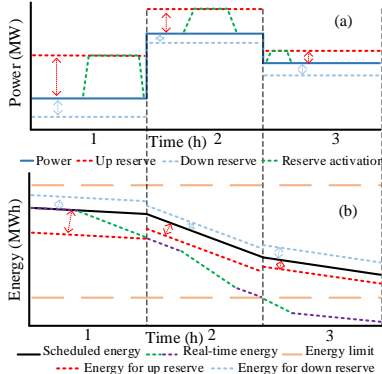 (a)
Power (MW)
1 2 3
Time (h)
Power Up reserve Down reserve Reserve activation
(b)
Energy (MWh)
1 2 3
Time (h)
Scheduled energy Real-time energy Energy limit
Energy for up reserve Energy for down reserve